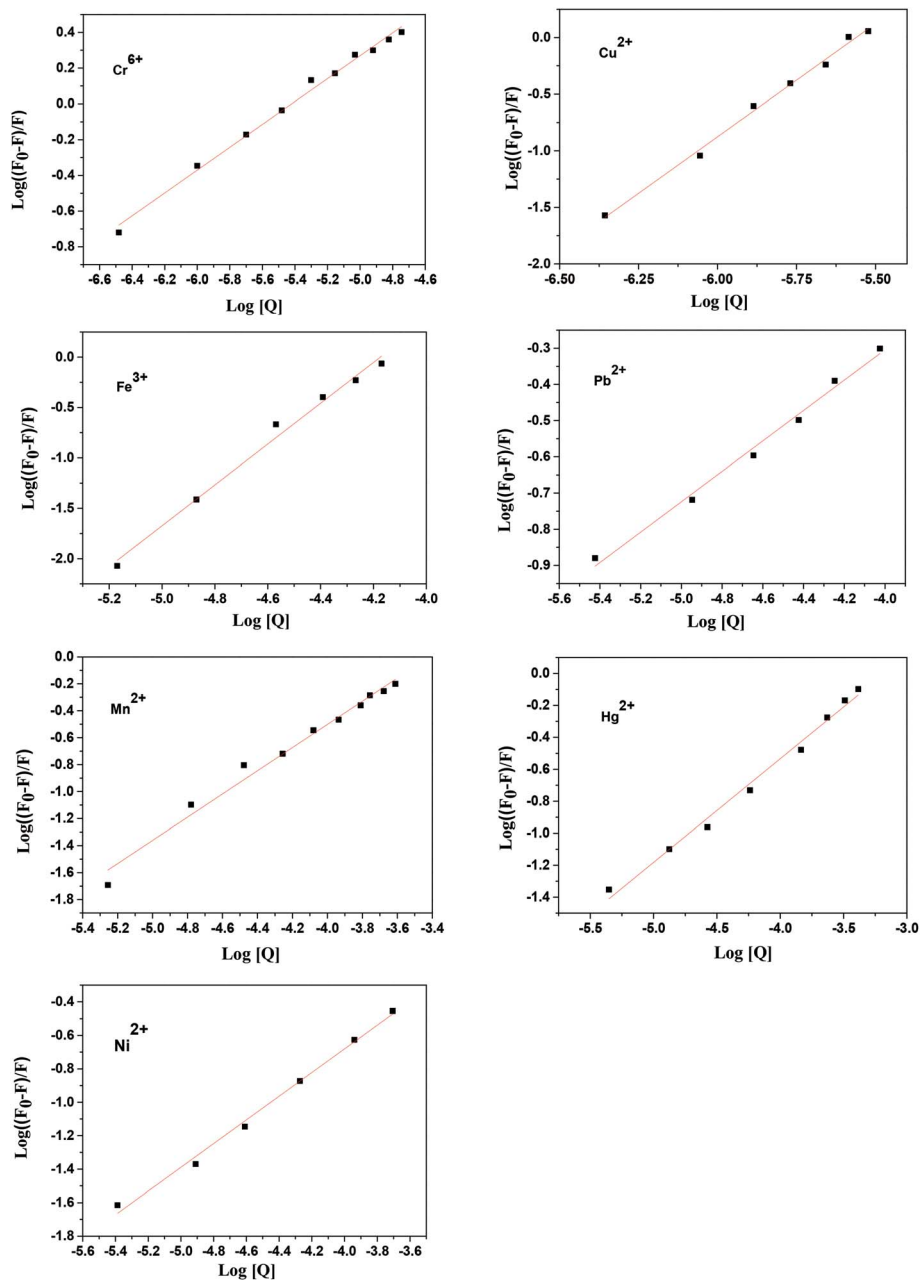 Cr6+
Log((F0-F)/F)
0.4
0.2
0.0
-0.2
-0.4
-0.6
-0.8
-6.6 -6.4 -6.2 -6.0 -5.8 -5.6 -5.4 -5.2 -5.0 -4.8 -4.6
Log [Q]
Cu2+
Log((F0-F)/F)
0.0
-0.5
-1.0
-1.5
-2.0
-6.50 -6.25 -6.00 -5.75 -5.50
Log [Q]
Fe3+
Log((F0-F)/F)
0.0
-0.5
-1.0
-1.5
-2.0
-5.2 -5.0 -4.8 -4.6 -4.4 -4.2 -4.0
Log [Q]
Pb2+
Log((F0-F)/F)
-0.3
-0.4
-0.5
-0.6
-0.7
-0.8
-0.9
-5.6 -5.4 -5.2 -5.0 -4.8 -4.6 -4.4 -4.2 -4.0
Log [Q]
Mn2+
Log((F0-F)/F)
0.0
-0.2
-0.4
-0.6
-0.8
-1.0
-1.2
-1.4
-1.6
-1.8
-5.4 -5.2 -5.0 -4.8 -4.6 -4.4 -4.2 -4.0 -3.8 -3.6 -3.4
Log [Q]
Hg2+
Log((F0-F)/F)
0.0
-0.2
-0.4
-0.6
-0.8
-1.0
-1.2
-1.4
-5.5 -5.0 -4.5 -4.0 -3.5 -3.0
Log [Q]
Ni2+
Log((F0-F)/F)
-0.4
-0.6
-0.8
-1.0
-1.2
-1.4
-1.6
-1.8
-5.6 -5.4 -5.2 -5.0 -4.8 -4.6 -4.4 -4.2 -4.0 -3.8 -3.6
Log [Q]